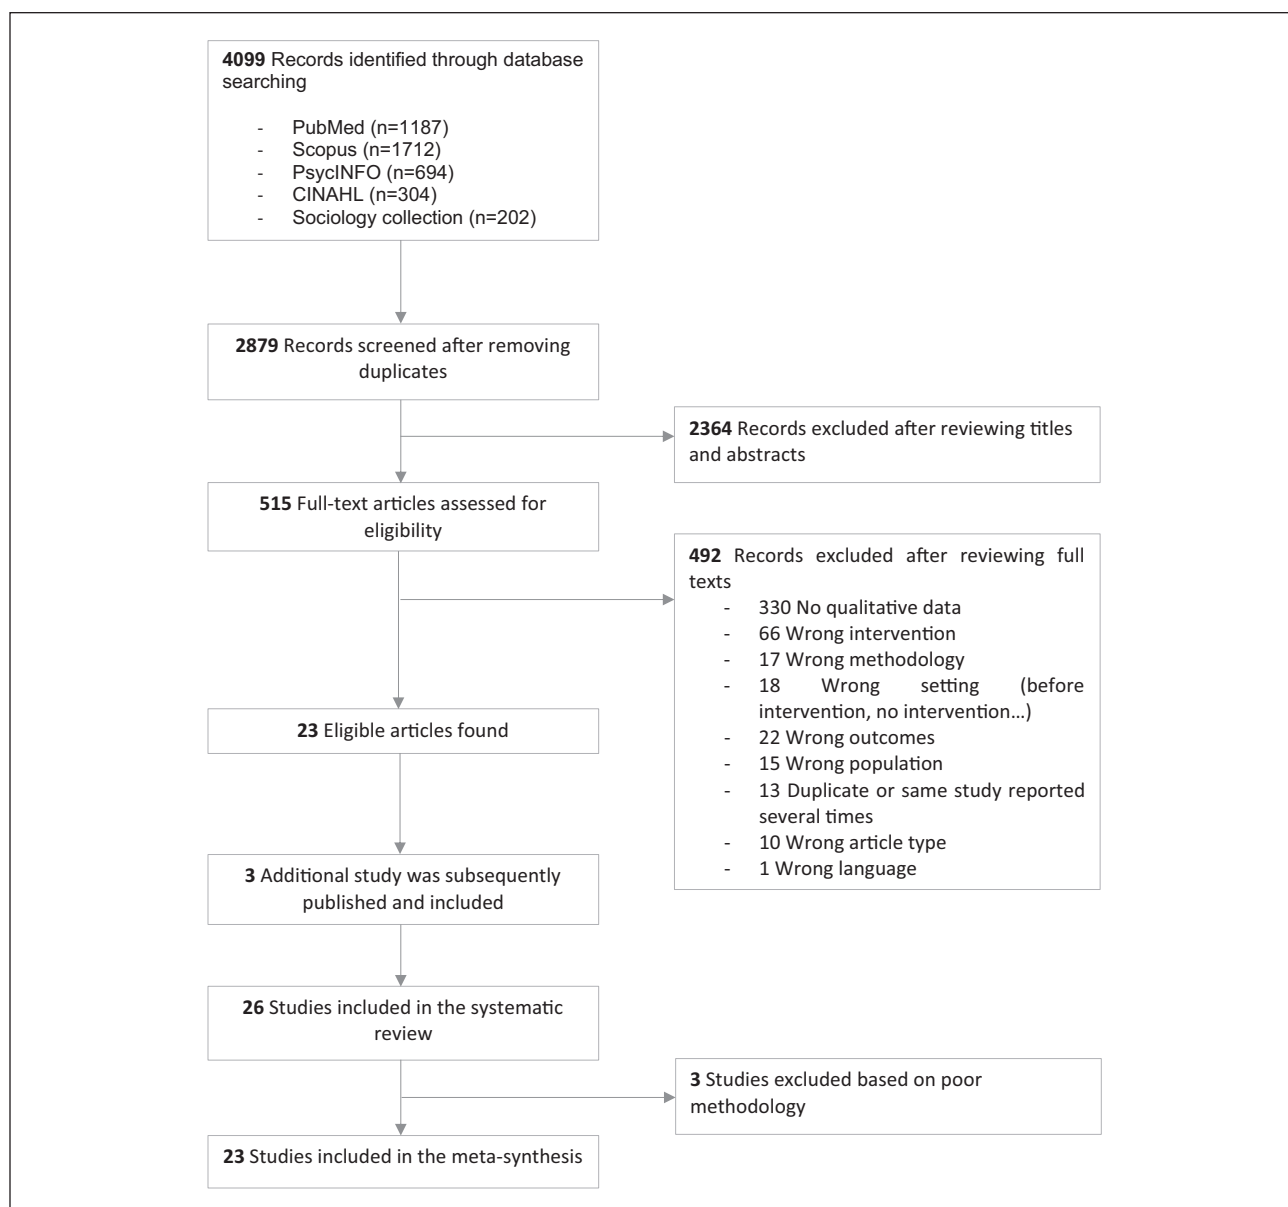 4099 Records identified through database
searching
- PubMed (n=1187)
- Scopus (n=1712)
- PsycINFO (n=694)
- CINAHL (n=304)
- Sociology collection (n=202)
2879 Records screened after removing
duplicates
2364 Records excluded after reviewing titles
and abstracts
515 Full-text articles assessed for
eligibility
492 Records excluded after reviewing full
texts
- 330 No qualitative data
- 66 Wrong intervention
- 17 Wrong methodology
- 18 Wrong setting (before
intervention, no intervention...)
- 22 Wrong outcomes
- 15 Wrong population
- 13 Duplicate or same study reported
several times
- 10 Wrong article type
- 1 Wrong language
23 Eligible articles found
3 Additional study was subsequently
published and included
26 Studies included in the systematic
review
3 Studies excluded based on poor
methodology
23 Studies included in the meta-synthesis